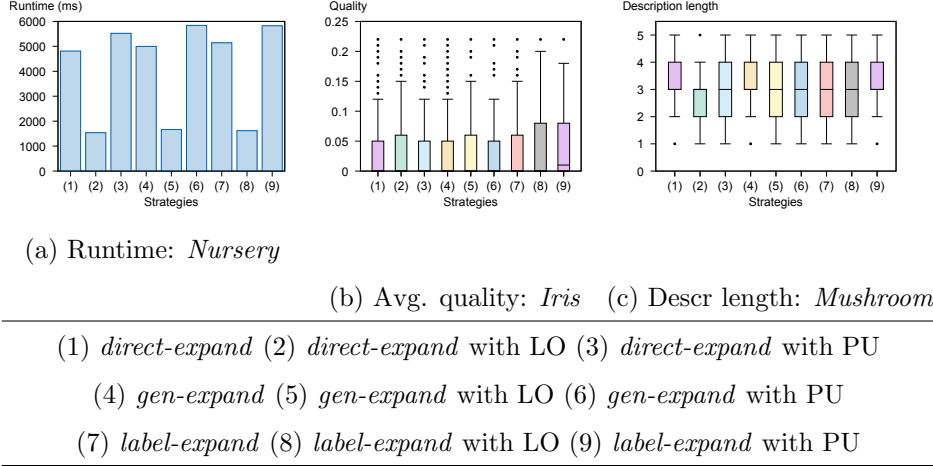 Runtime (ms)
6000
5000
4000
3000
2000
1000
0
(1) (2) (3) (4) (5) (6) (7) (8) (9)
Strategies
Quality
0.25
0.2
0.15
0.1
0.05
0
(1) (2) (3) (4) (5) (6) (7) (8) (9)
Strategies
Description length
5
4
3
2
1
0
(1) (2) (3) (4) (5) (6) (7) (8) (9)
Strategies
(a) Runtime: Nursery
(b) Avg. quality: Iris
(c) Descr length: Mushroom
(1) direct-expand (2) direct-expand with LO (3) direct-expand with PU
(4) gen-expand (5) gen-expand with LO (6) gen-expand with PU
(7) label-expand (8) label-expand with LO (9) label-expand with PU